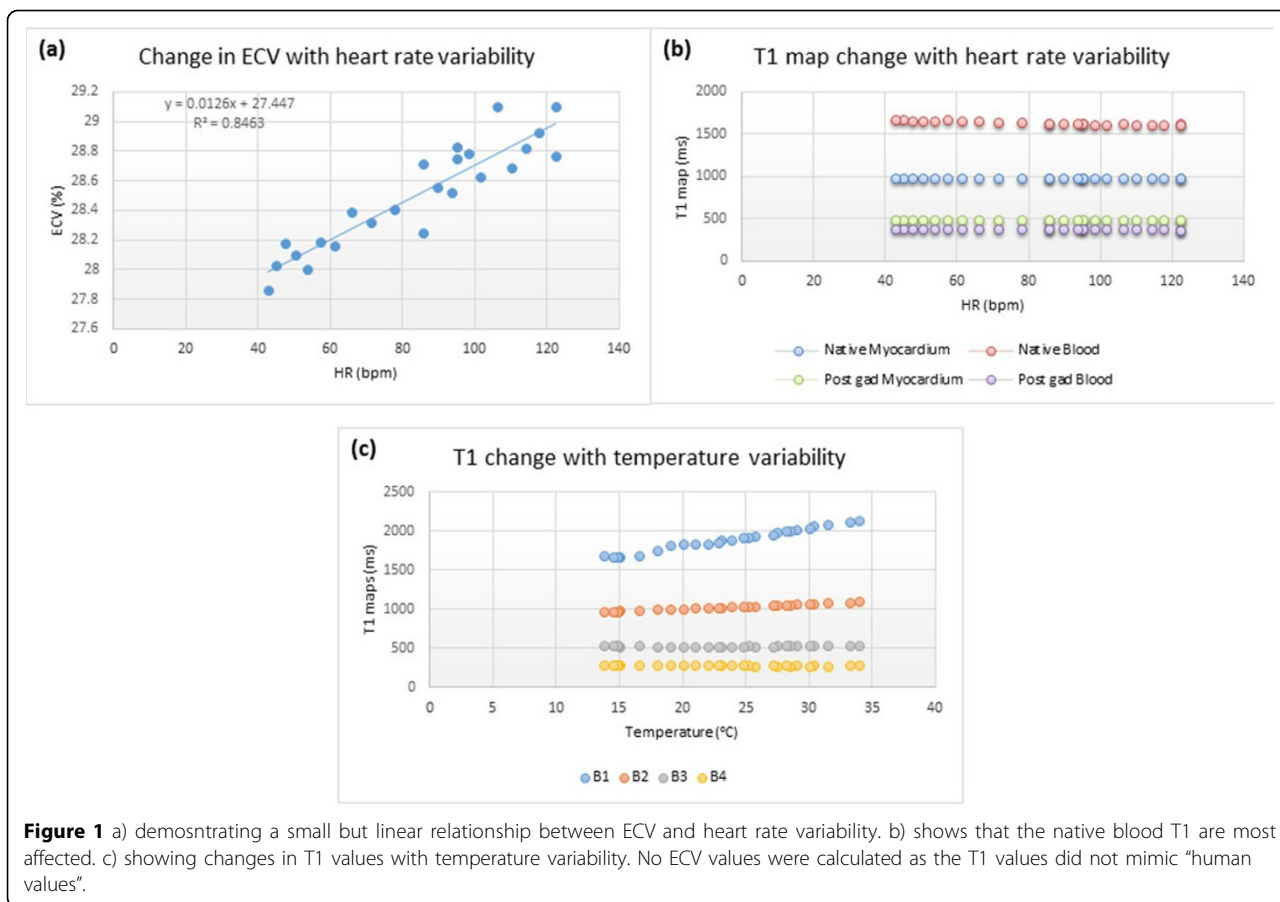 (a)
Change in ECV with heart rate variability
y = 0.0126x + 27.447
R² = 0.8463
29.2
29
28.8
28.6
28.4
28.2
28
27.8
27.6
ECV (%)
0 20 40 60 80 100 120 140
HR (bpm)
(b)
T1 map change with heart rate variability
2000
1500
1000
500
0
T1 map (ms)
0 20 40 60 80 100 120 140
HR (bpm)
Native Myocardium Native Blood
Post gad Myocardium Post gad Blood
(c)
T1 change with temperature variability
2500
2000
1500
1000
500
0
T1 maps (ms)
0 5 10 15 20 25 30 35 40
Temperature (°C)
B1 B2 B3 B4
Figure 1 a) demosntrating a small but linear relationship between ECV and heart rate variability. b) shows that the native blood T1 are most
affected. c) showing changes in T1 values with temperature variability. No ECV values were calculated as the T1 values did not mimic “human
values”.